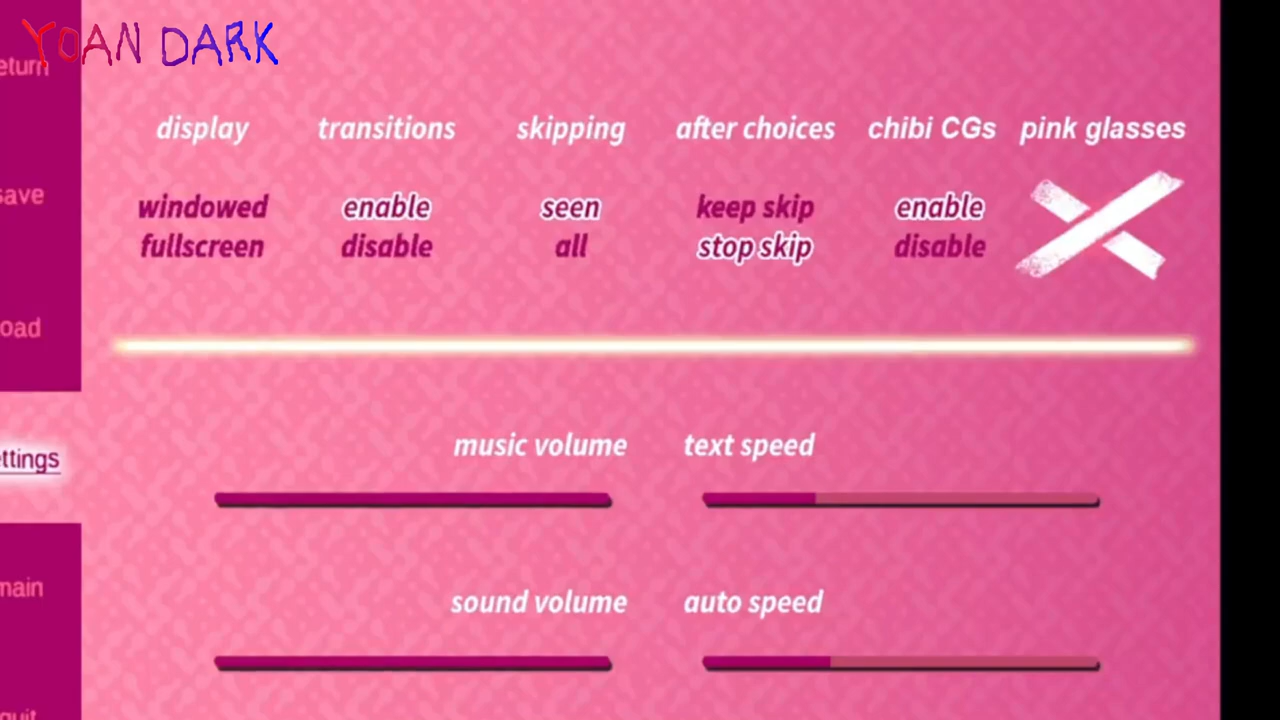 YOAN DARK
eturn
display transitions skipping after choices chibi CGs pink glasses
save
windowed enable seen keep skip enable
fullscreen disable all stop skip disable
oad
music volume text speed
ettings
main
sound volume auto speed
quit